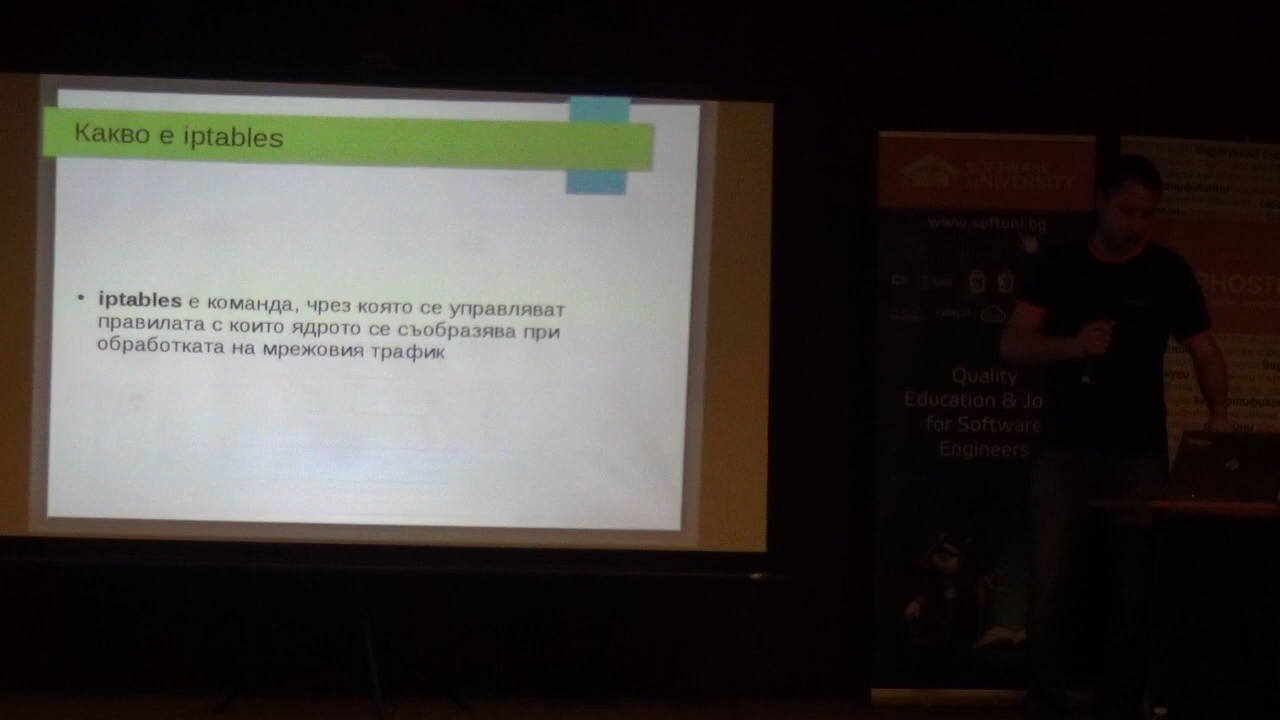 Какво е iptables
• iptables е команда, чрез която се управляват
правилата с които ядрото се съобразява при
обработката на мрежовия трафик
SOFTWARE
UNIVERSITY
www.softuni.bg
Quality
Education & Jo
for Software
Engineers
HOST